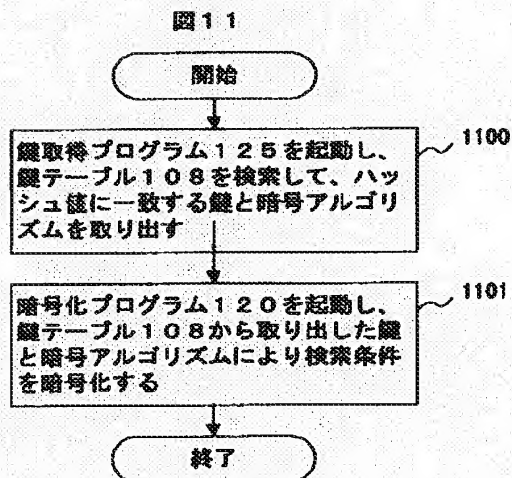 図11
開始
1100
鍵取得プログラム125を起動し、
鍵テーブル108を検索して、ハッ
シュ値に一致する鍵と暗号アルゴリ
ズムを取り出す
1101
暗号化プログラム120を起動し、
鍵テーブル108から取り出した鍵
と暗号アルゴリズムにより検索条件
を暗号化する
終了